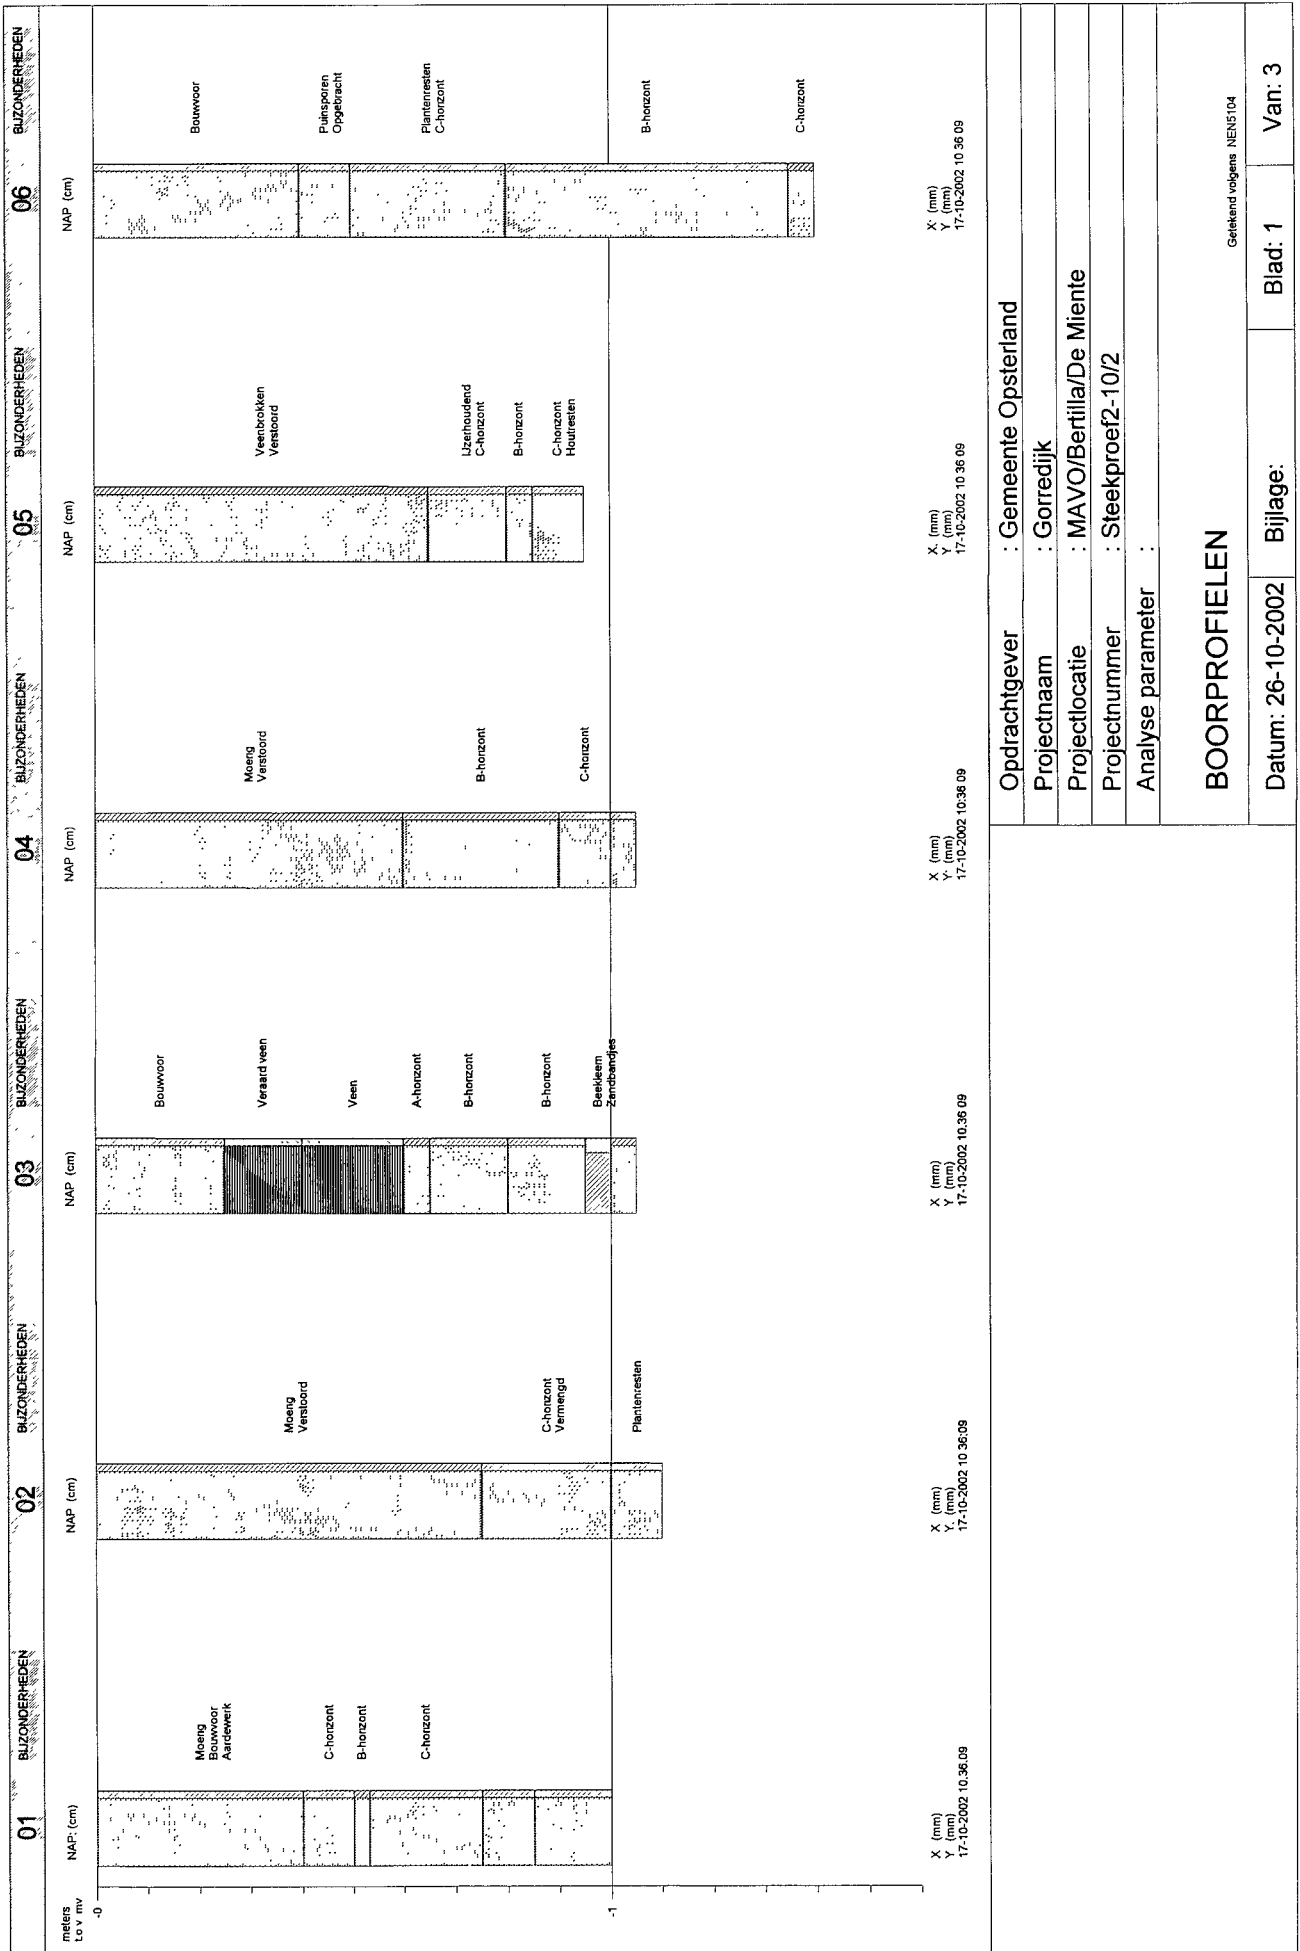 01 BIJZONDERHEDEN
02 BIJZONDERHEDEN
03 BIJZONDERHEDEN
04 BIJZONDERHEDEN
05 BIJZONDERHEDEN
06 BIJZONDERHEDEN
meters
t.o v mv
-0
-1
NAP: (cm)
Moeng
Bouwvoor
Aardewerk
C-horizont
B-horizont
C-horizont
X (mm)
Y (mm)
17-10-2002 10.36.09
NAP (cm)
Moeng
Verstoord
C-horizont
Vermengd
Plantenresten
X (mm)
Y. (mm)
17-10-2002 10 36:09
NAP (cm)
Bouwvoor
Veraard veen
Veen
A-horizont
B-horizont
B-horizont
Beekleem
Zandbandjes
X (mm)
Y (mm)
17-10-2002 10.36 09
NAP (cm)
Moeng
Verstoord
B-horizont
C-horizont
X (mm)
Y· (mm)
17-10-2002 10:36 09
NAP (cm)
Veenbrokken
Verstoord
IJzerhoudend
C-horizont
B-horizont
C-horizont
Houtresten
X. (mm)
Y (mm)
17-10-2002 10 36 09
NAP (cm)
Bouwvoor
Puinsporen
Opgebracht
Plantenresten
C-horizont
B-horizont
C-horizont
X· (mm)
Y (mm)
17-10-2002 10 36 09
Opdrachtgever : Gemeente Opsterland
Projectnaam : Gorredijk
Projectlocatie : MAVO/Bertilla/De Miente
Projectnummer : Steekproef2-10/2
Analyse parameter :
BOORPROFIELEN
Getekend volgens NEN5104
Datum: 26-10-2002 Bijlage: Blad: 1 Van: 3